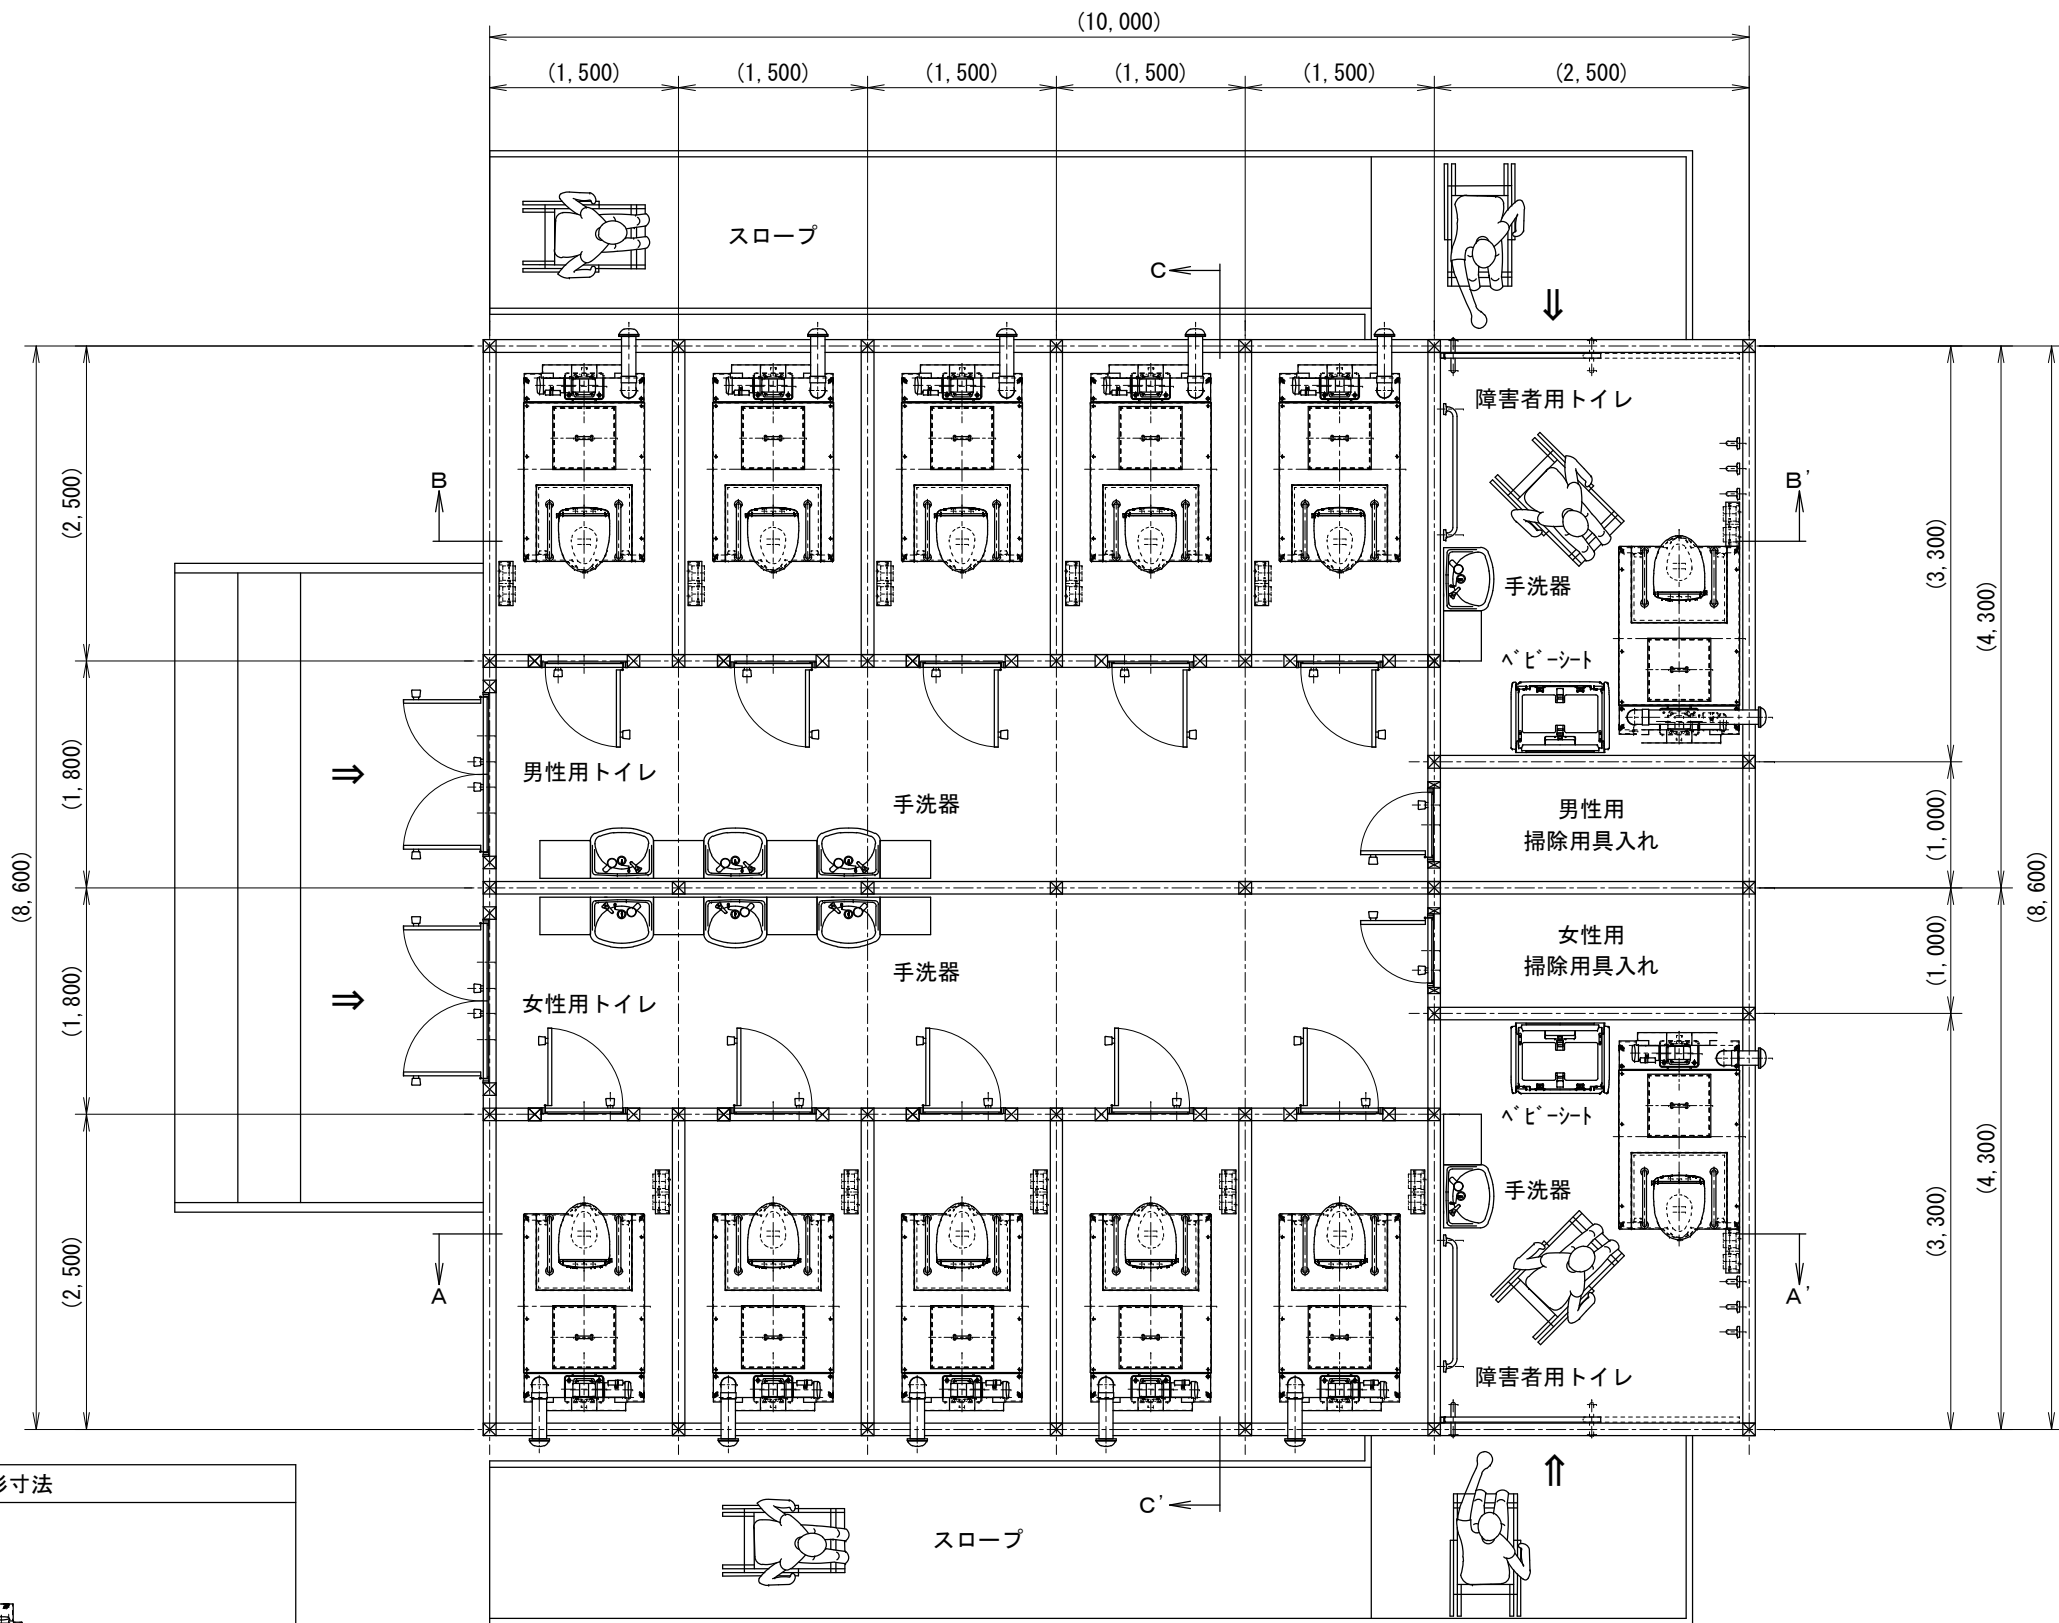 (10,000)
(1,500) (1,500) (1,500) (1,500) (1,500) (2,500)
スロープ
C
⇓
障害者用トイレ
B
B'
(2,500)
(3,300)
手洗器
(4,300)
ﾍﾞﾋﾞｰｼｰﾄ
(1,800)
⇒
男性用トイレ
手洗器
男性用
掃除用具入れ
(1,000)
(8,600)
(8,600)
女性用
掃除用具入れ
(1,000)
手洗器
(1,800)
⇒
女性用トイレ
ﾍﾞﾋﾞｰｼｰﾄ
手洗器
(4,300)
(3,300)
(2,500)
A
A'
障害者用トイレ
⇑
形寸法
C'
スロープ